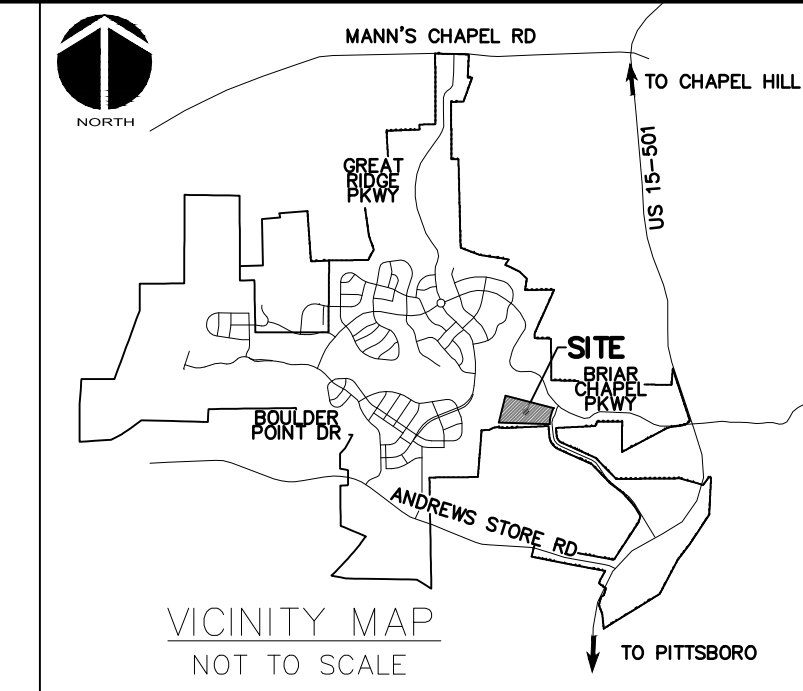 MANN'S CHAPEL RD
TO CHAPEL HILL
NORTH
US 15-501
GREAT
RIDGE
PKWY
SITE
BRIAR
CHAPEL
PKWY
BOULDER
POINT DR
ANDREWS STORE RD
VICINITY MAP
NOT TO SCALE
TO PITTSBORO